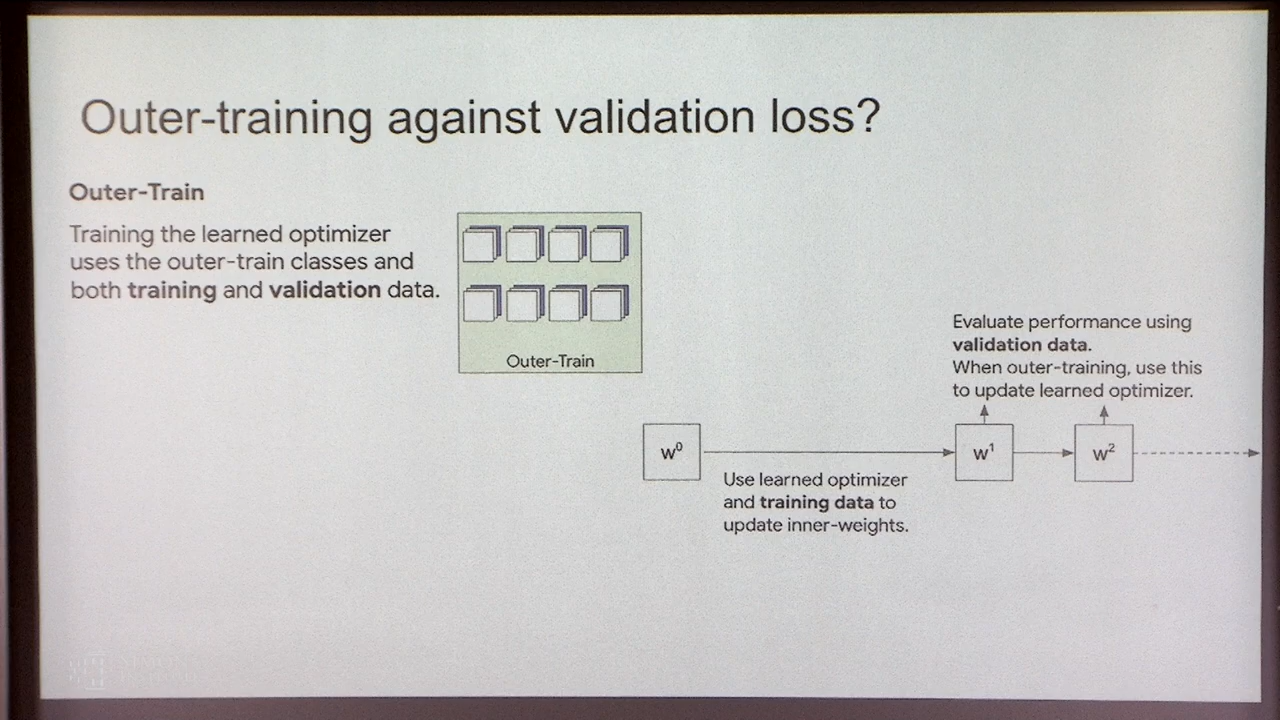 Outer-training against validation loss?
Outer-Train
Training the learned optimizer
uses the outer-train classes and
both training and validation data.
Outer-Train
Evaluate performance using
validation data.
When outer-training, use this
to update learned optimizer.
w⁰
w¹
w²
Use learned optimizer
and training data to
update inner-weights.